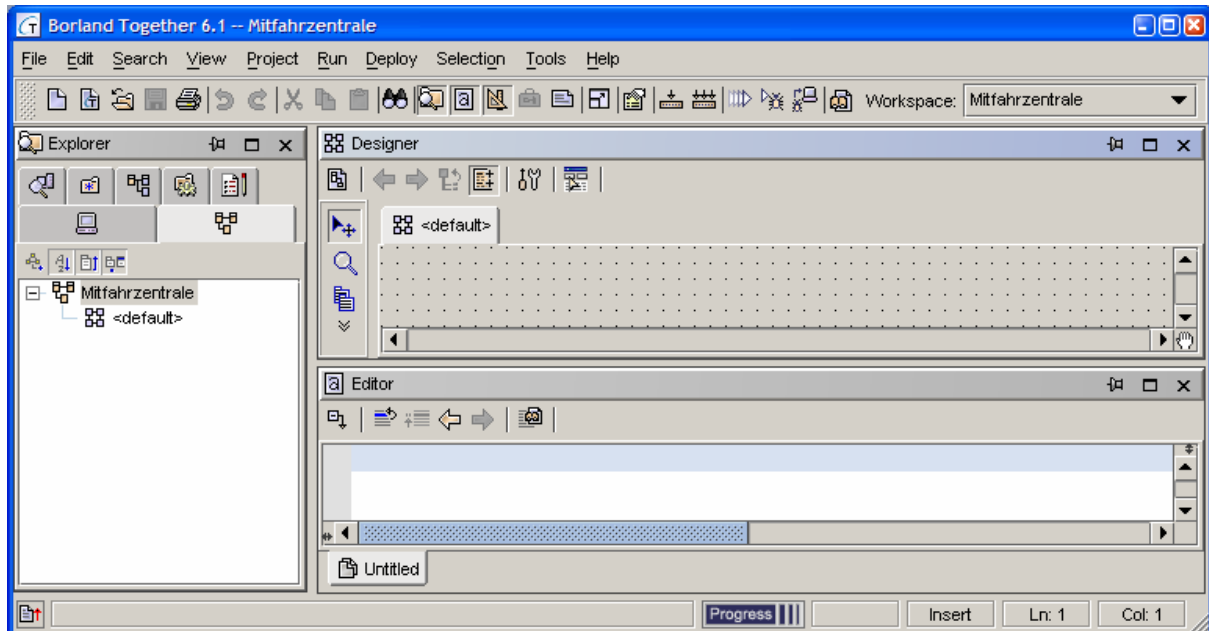 Borland Together 6.1 -- Mitfahrzentrale
File Edit Search View Project Run Deploy Selection Tools Help
Workspace: Mitfahrzentrale
Explorer
Designer
<default>
Mitfahrzentrale
<default>
Editor
Untitled
Progress Insert Ln: 1 Col: 1